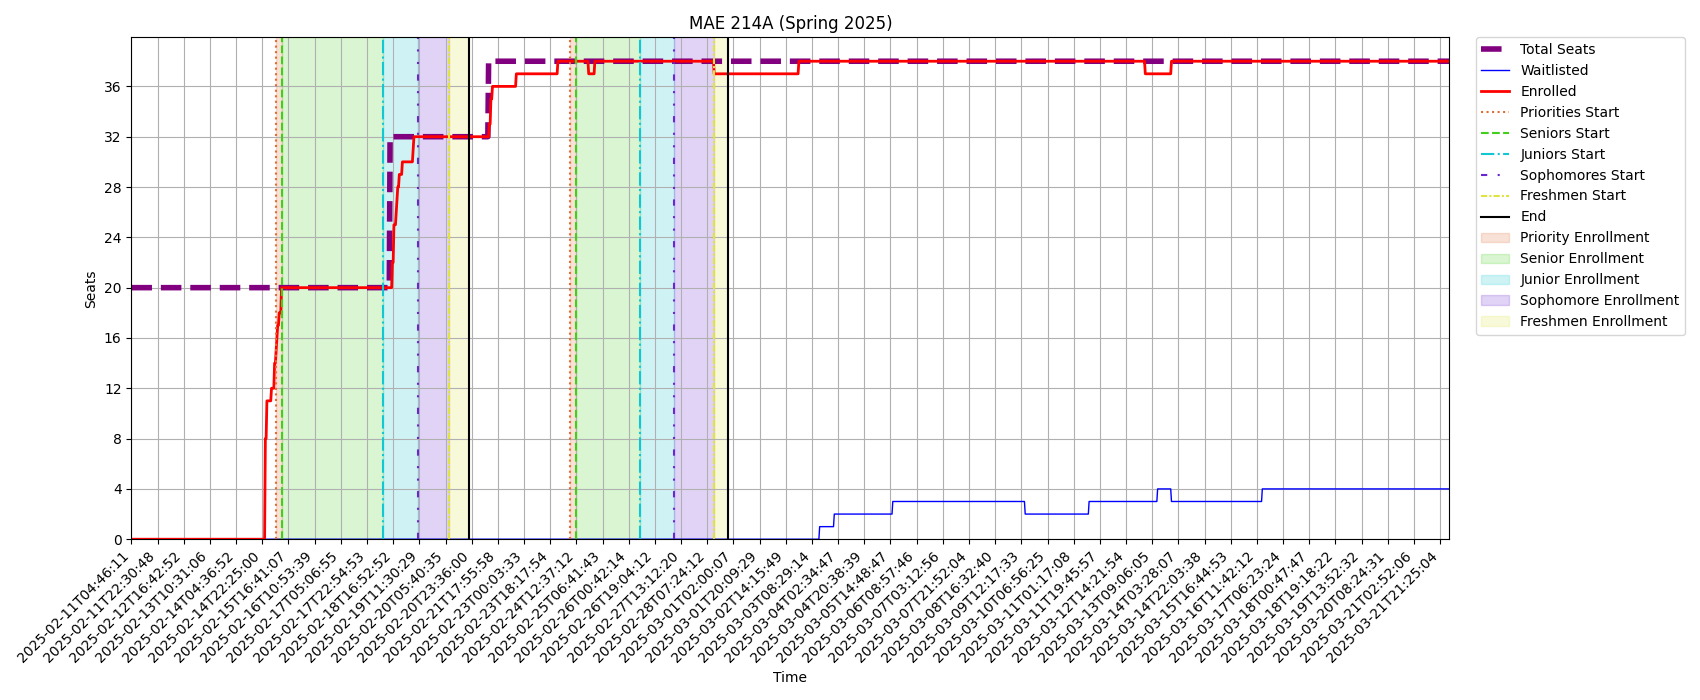 MAE 214A (Spring 2025)
Seats
36
32
28
24
20
16
12
8
4
0
2025-02-11T04:46:11
2025-02-11T22:30:48
2025-02-12T16:42:52
2025-02-13T10:31:06
2025-02-14T04:36:52
2025-02-14T22:25:00
2025-02-15T16:41:07
2025-02-16T10:53:39
2025-02-17T05:06:55
2025-02-17T22:54:53
2025-02-18T16:52:52
2025-02-19T11:30:29
2025-02-20T05:40:35
2025-02-20T23:36:00
2025-02-21T17:55:58
2025-02-23T00:03:33
2025-02-23T18:17:54
2025-02-24T12:37:12
2025-02-25T06:41:43
2025-02-26T00:42:14
2025-02-26T19:04:12
2025-02-27T13:12:20
2025-02-28T07:24:12
2025-03-01T02:00:07
2025-03-01T20:09:29
2025-03-02T14:15:49
2025-03-03T08:29:14
2025-03-04T02:34:47
2025-03-04T20:38:39
2025-03-05T14:48:47
2025-03-06T08:57:46
2025-03-07T03:12:56
2025-03-07T21:52:04
2025-03-08T16:32:40
2025-03-09T12:17:33
2025-03-10T06:56:25
2025-03-11T01:17:08
2025-03-11T19:45:57
2025-03-12T14:21:54
2025-03-13T09:06:05
2025-03-14T03:28:07
2025-03-14T22:03:38
2025-03-15T16:44:53
2025-03-16T11:42:12
2025-03-17T06:23:24
2025-03-18T00:47:47
2025-03-18T19:18:22
2025-03-19T13:52:32
2025-03-20T08:24:31
2025-03-21T02:52:06
2025-03-21T21:25:04
Time
Total Seats
Waitlisted
Enrolled
Priorities Start
Seniors Start
Juniors Start
Sophomores Start
Freshmen Start
End
Priority Enrollment
Senior Enrollment
Junior Enrollment
Sophomore Enrollment
Freshmen Enrollment